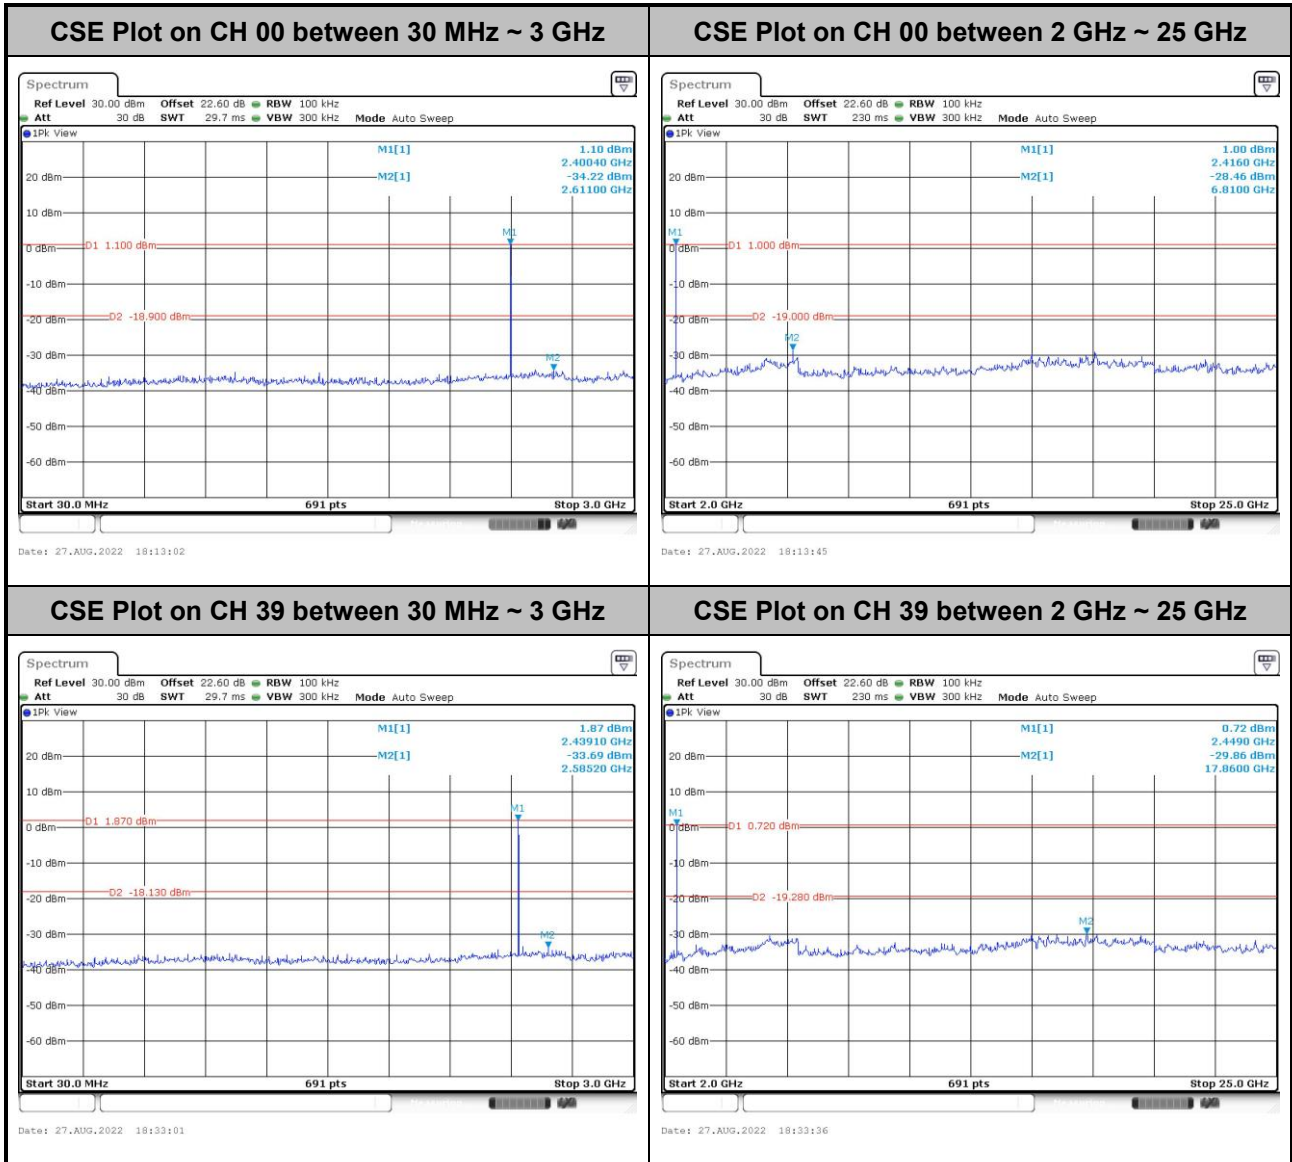 CSE Plot on CH 00 between 30 MHz ~ 3 GHz
Spectrum
Ref Level 30.00 dBm Offset 22.60 dB RBW 100 kHz
Att 30 dB SWT 29.7 ms VBW 300 kHz Mode Auto Sweep
1Pk View
M1[1] 1.10 dBm
2.40040 GHz
20 dBm M2[1] -34.22 dBm
2.61100 GHz
10 dBm
M1
0 dBm D1 1.100 dBm
-10 dBm
-20 dBm D2 -18.900 dBm
-30 dBm
M2
-40 dBm
-50 dBm
-60 dBm
Start 30.0 MHz 691 pts Stop 3.0 GHz
Date: 27.AUG.2022 18:13:02
CSE Plot on CH 00 between 2 GHz ~ 25 GHz
Spectrum
Ref Level 30.00 dBm Offset 22.60 dB RBW 100 kHz
Att 30 dB SWT 230 ms VBW 300 kHz Mode Auto Sweep
1Pk View
M1[1] 1.00 dBm
2.4160 GHz
20 dBm M2[1] -28.46 dBm
6.8100 GHz
10 dBm
M1
0 dBm D1 1.000 dBm
-10 dBm
-20 dBm D2 -19.000 dBm
M2
-30 dBm
-40 dBm
-50 dBm
-60 dBm
Start 2.0 GHz 691 pts Stop 25.0 GHz
Date: 27.AUG.2022 18:13:45
CSE Plot on CH 39 between 30 MHz ~ 3 GHz
Spectrum
Ref Level 30.00 dBm Offset 22.60 dB RBW 100 kHz
Att 30 dB SWT 29.7 ms VBW 300 kHz Mode Auto Sweep
1Pk View
M1[1] 1.87 dBm
2.43910 GHz
20 dBm M2[1] -33.69 dBm
2.58520 GHz
10 dBm
M1
0 dBm D1 1.870 dBm
-10 dBm
D2 -18.130 dBm
-20 dBm
-30 dBm M2
-40 dBm
-50 dBm
-60 dBm
Start 30.0 MHz 691 pts Stop 3.0 GHz
Date: 27.AUG.2022 18:33:01
CSE Plot on CH 39 between 2 GHz ~ 25 GHz
Spectrum
Ref Level 30.00 dBm Offset 22.60 dB RBW 100 kHz
Att 30 dB SWT 230 ms VBW 300 kHz Mode Auto Sweep
1Pk View
M1[1] 0.72 dBm
2.4490 GHz
20 dBm M2[1] -29.86 dBm
17.8600 GHz
10 dBm
M1
0 dBm D1 0.720 dBm
-10 dBm
-20 dBm D2 -19.280 dBm
M2
-30 dBm
-40 dBm
-50 dBm
-60 dBm
Start 2.0 GHz 691 pts Stop 25.0 GHz
Date: 27.AUG.2022 18:33:36